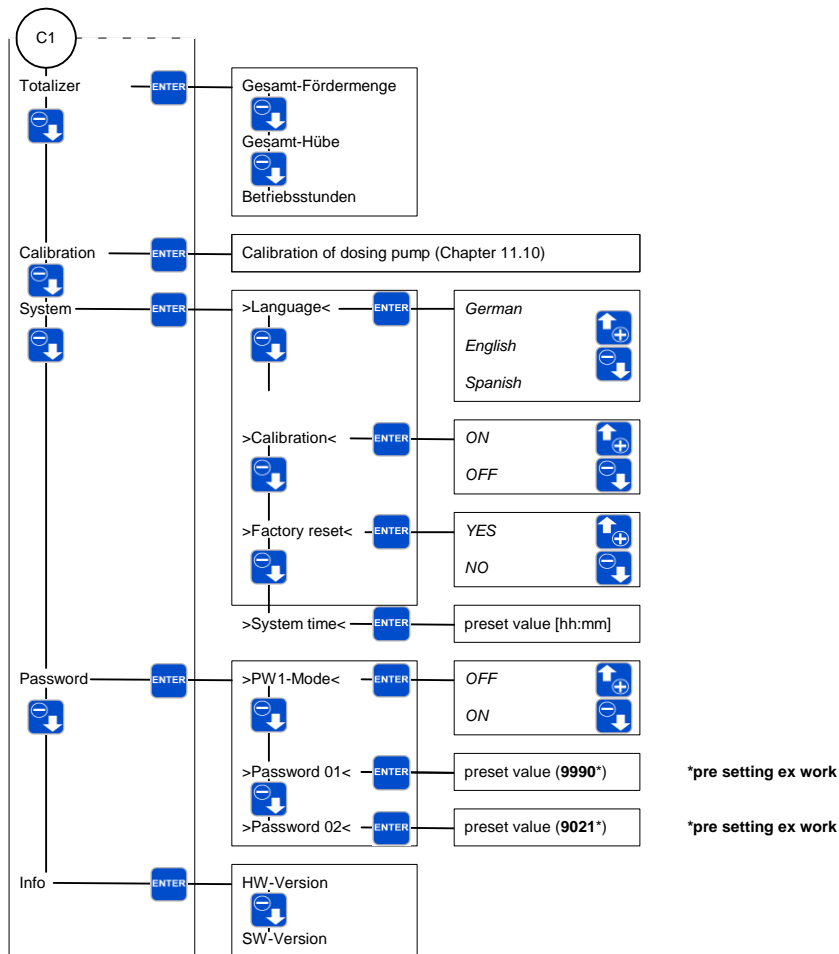 C1
Totalizer ENTER Gesamt-Fördermenge
Gesamt-Hübe
Betriebsstunden
Calibration ENTER Calibration of dosing pump (Chapter 11.10)
System ENTER >Language< ENTER German
English
Spanish
>Calibration< ENTER ON
OFF
>Factory reset< ENTER YES
NO
>System time< ENTER preset value [hh:mm]
Password ENTER >PW1-Mode< ENTER OFF
ON
>Password 01< ENTER preset value (9990*) *pre setting ex work
>Password 02< ENTER preset value (9021*) *pre setting ex work
Info ENTER HW-Version
SW-Version